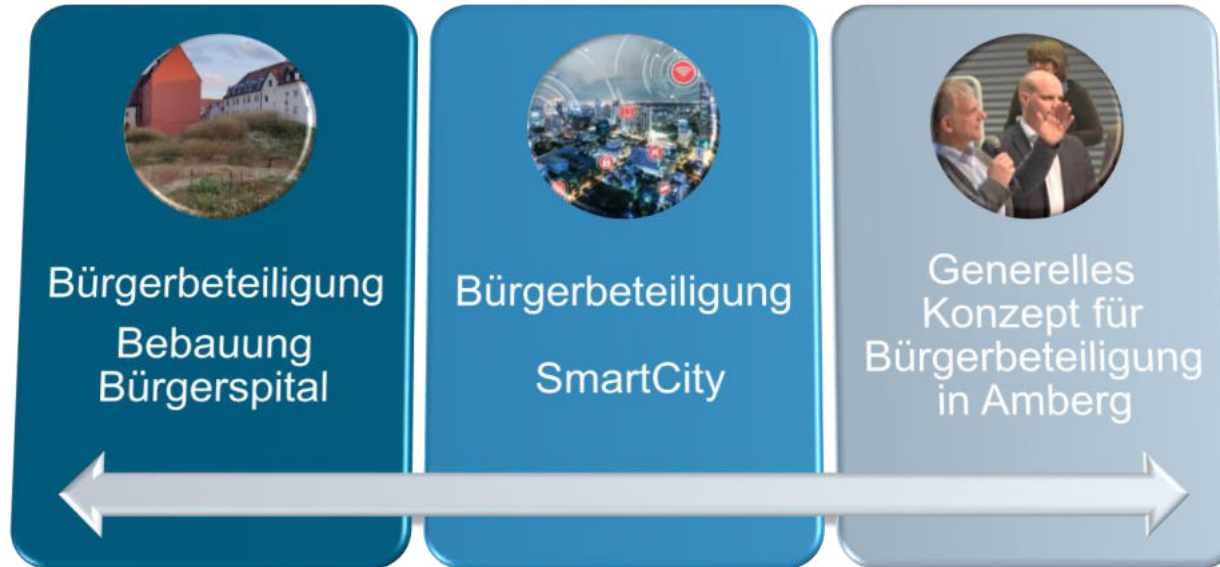 Bürgerbeteiligung
Bebauung
Bürgerspital
Bürgerbeteiligung
SmartCity
Generelles
Konzept für
Bürgerbeteiligung
in Amberg